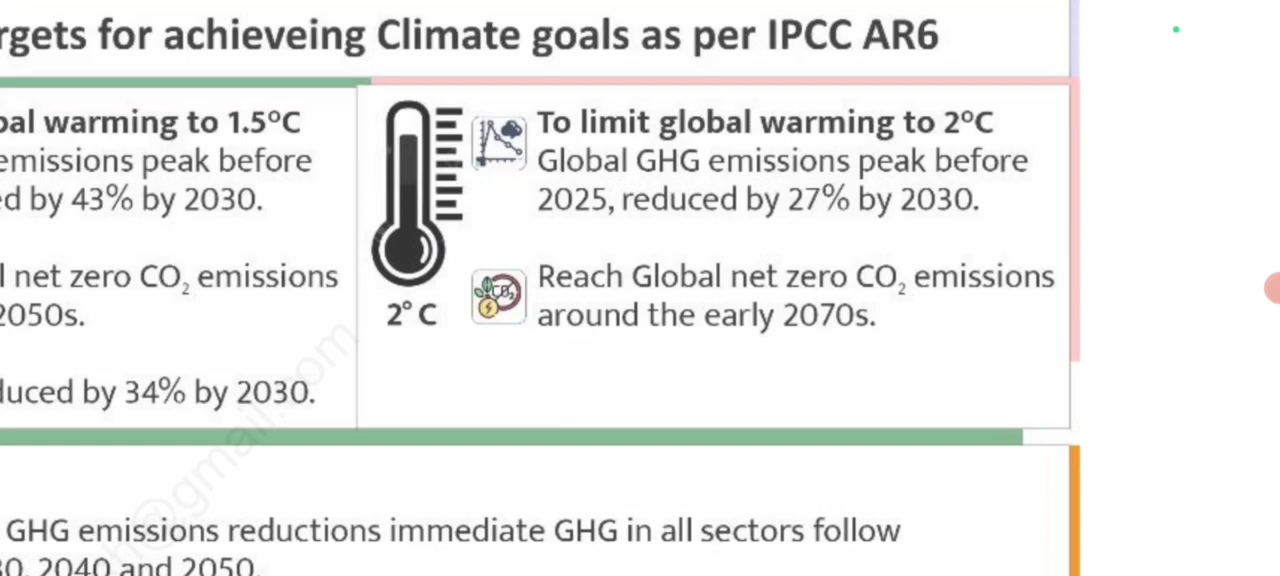 rgets for achieveing Climate goals as per IPCC AR6
bal warming to 1.5°C
emissions peak before
ed by 43% by 2030.
l net zero CO₂ emissions
2050s.
duced by 34% by 2030.
2°C
To limit global warming to 2°C
Global GHG emissions peak before
2025, reduced by 27% by 2030.
CO₂
Reach Global net zero CO₂ emissions
around the early 2070s.
GHG emissions reductions immediate GHG in all sectors follow
30, 2040 and 2050.
h@gmail.com